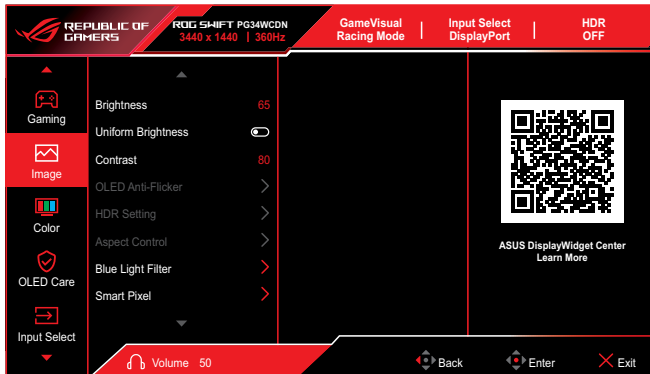 REPUBLIC OF
GAMERS
ROG SWIFT PG34WCDN
3440 x 1440 | 360Hz
GameVisual
Racing Mode
Input Select
DisplayPort
HDR
OFF
Gaming
Image
Color
OLED Care
Input Select
Brightness 65
Uniform Brightness
Contrast 80
OLED Anti-Flicker
HDR Setting
Aspect Control
Blue Light Filter
Smart Pixel
ASUS DisplayWidget Center
Learn More
Volume 50
Back
Enter
Exit